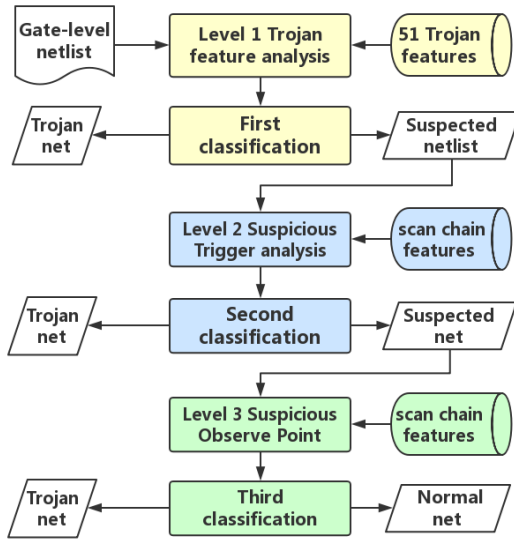 Gate-level
netlist
Level 1 Trojan
feature analysis
51 Trojan
features
Trojan
net
First
classification
Suspected
netlist
Level 2 Suspicious
Trigger analysis
scan chain
features
Trojan
net
Second
classification
Suspected
net
Level 3 Suspicious
Observe Point
scan chain
features
Trojan
net
Third
classification
Normal
net